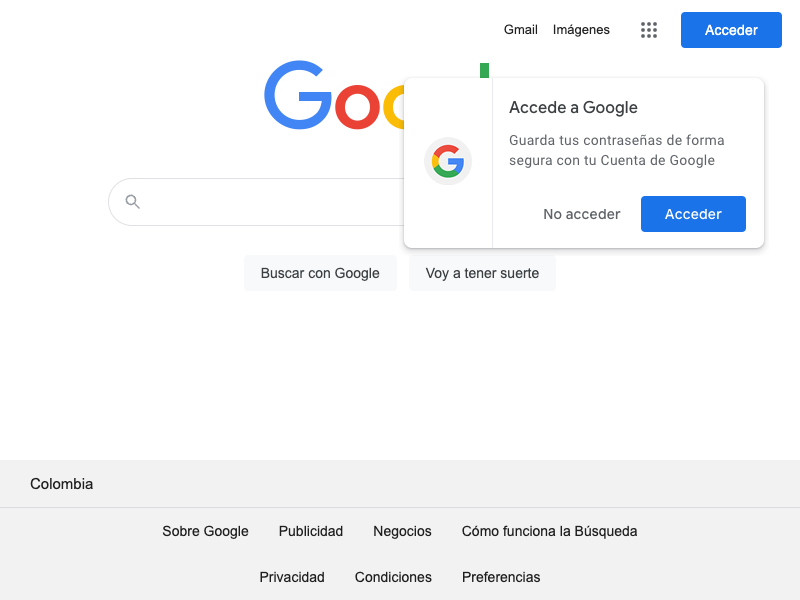 Gmail Imágenes Acceder
Accede a Google
Guarda tus contraseñas de forma
segura con tu Cuenta de Google
No acceder Acceder
Buscar con Google Voy a tener suerte
Colombia
Sobre Google Publicidad Negocios Cómo funciona la Búsqueda
Privacidad Condiciones Preferencias